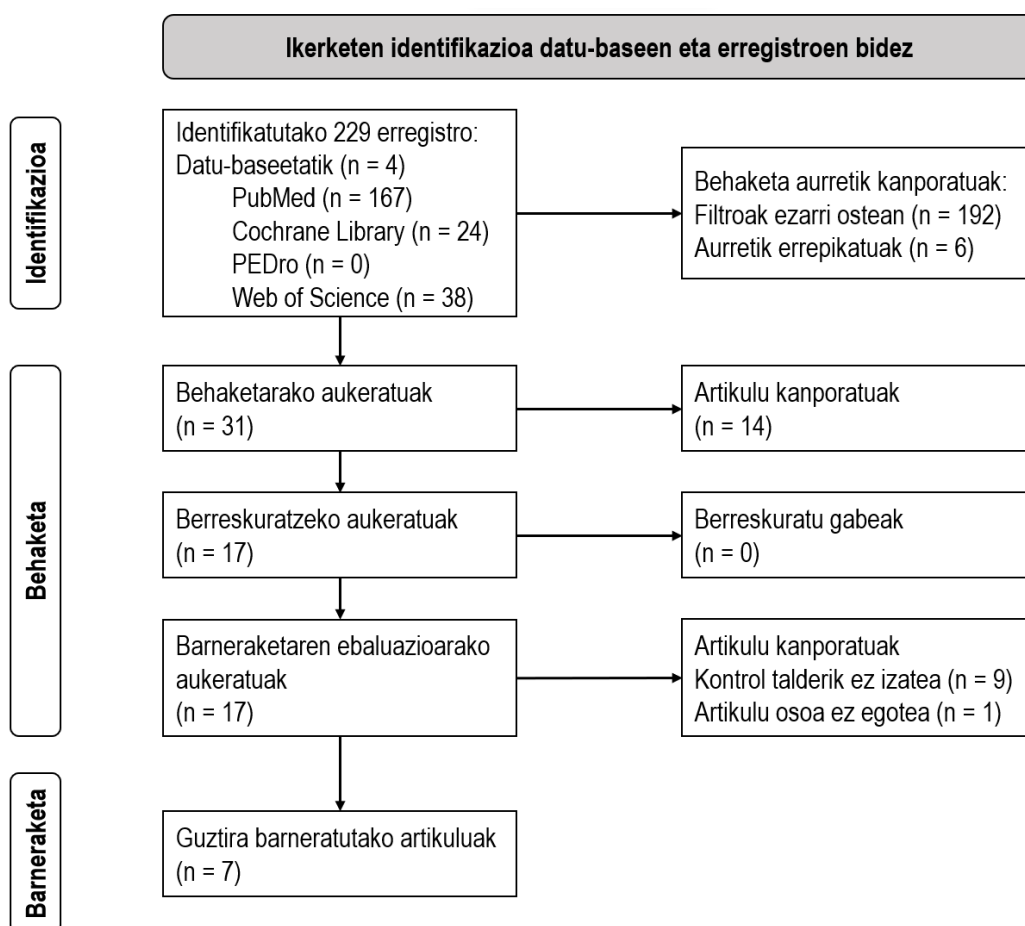 Ikerketen identifikazioa datu-baseen eta erregistroen bidez
Identifikazioa
Identifikatutako 229 erregistro:
Datu-baseetatik (n = 4)
PubMed (n = 167)
Cochrane Library (n = 24)
PEDro (n = 0)
Web of Science (n = 38)
Behaketa aurretik kanporatuak:
Filtroak ezarri ostean (n = 192)
Aurretik errepikatuak (n = 6)
Behaketa
Behaketarako aukeratuak
(n = 31)
Artikulu kanporatuak
(n = 14)
Berreskuratzeko aukeratuak
(n = 17)
Berreskuratu gabeak
(n = 0)
Barneraketaren ebaluazioarako
aukeratuak
(n = 17)
Artikulu kanporatuak
Kontrol talderik ez izatea (n = 9)
Artikulu osoa ez egotea (n = 1)
Barneraketa
Guztira barneratutako artikuluak
(n = 7)